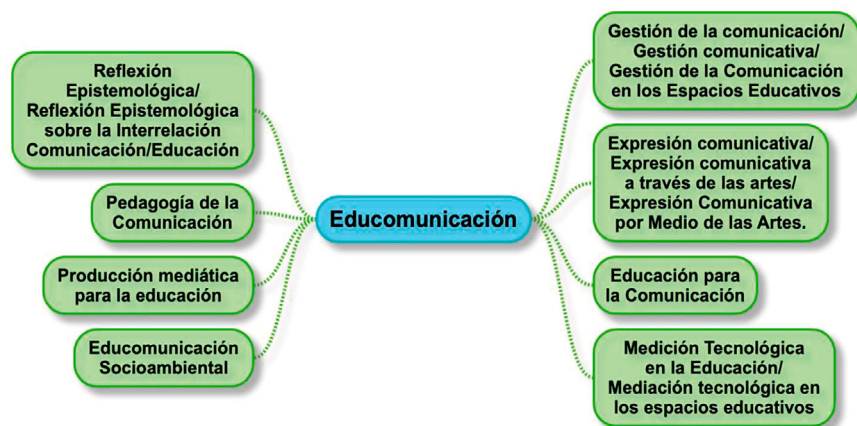 Reflexión
Epistemológica/
Reflexión Epistemológica
sobre la Interrelación
Comunicación/Educación
Pedagogía de la
Comunicación
Producción mediática
para la educación
Educomunicación
Socioambiental
Educomunicación
Gestión de la comunicación/
Gestión comunicativa/
Gestión de la Comunicación
en los Espacios Educativos
Expresión comunicativa/
Expresión comunicativa
a través de las artes/
Expresión Comunicativa
por Medio de las Artes.
Educación para
la Comunicación
Medición Tecnológica
en la Educación/
Mediación tecnológica en
los espacios educativos